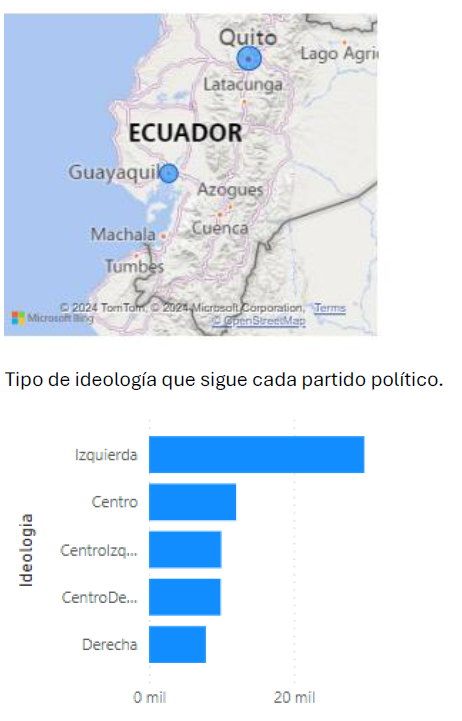 Quito
Lago Agri
Latacunga
ECUADOR
Guayaquil
Azogues
Cuenca
Machala
Tumbes
© 2024 TomTom, © 2024 Microsoft Corporation, Terms
Microsoft Bing
© OpenStreetMap
Tipo de ideología que sigue cada partido político.
Izquierda
Centro
CentroIzq...
CentroDe...
Derecha
Ideologia
0 mil 20 mil